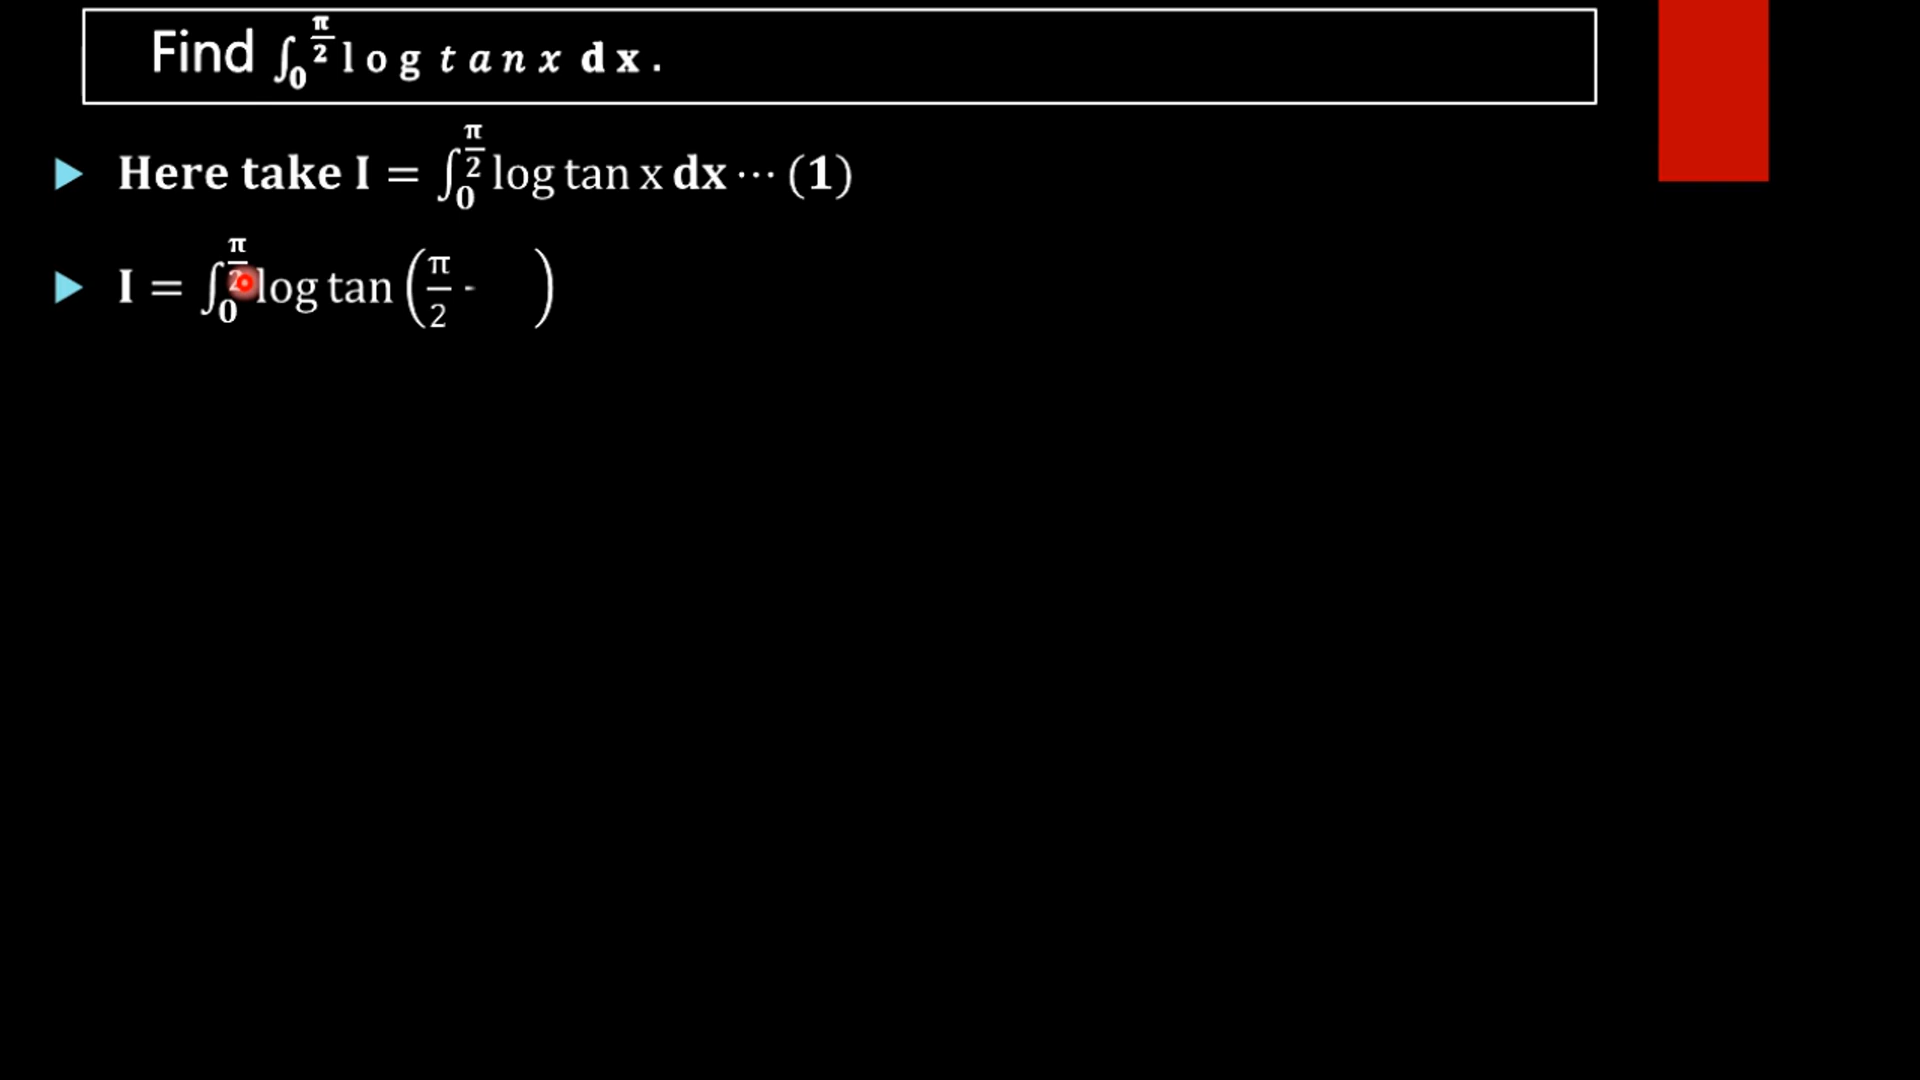 Find ∫₀^(π/2) log tan x dx.
Here take I = ∫₀^(π/2) log tan x dx ⋯ (1)
I = ∫₀^(π/2) log tan (π/2 - )